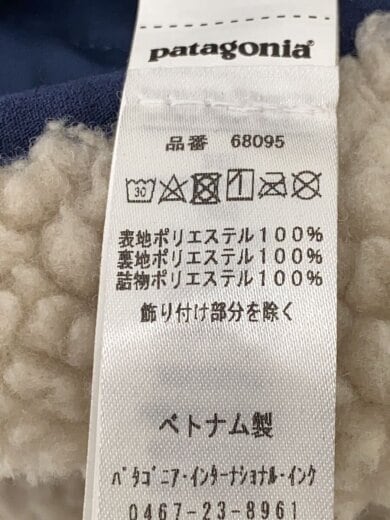 patagonia®
品番 68095
30
表地ポリエステル100%
裏地ポリエステル100%
詰物ポリエステル100%
飾り付け部分を除く
ベトナム製
パタゴニア・インターナショナル・インク
0467-23-8961